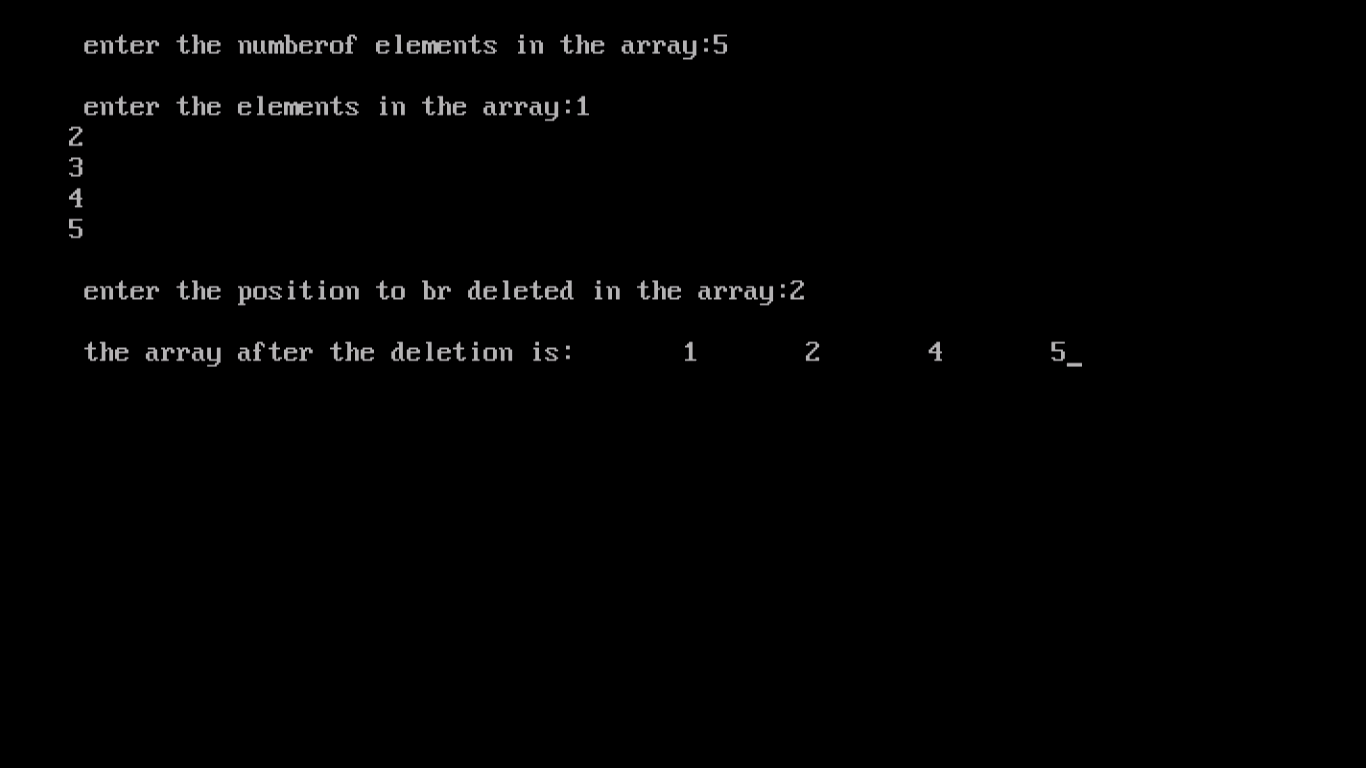 enter the numberof elements in the array:5
enter the elements in the array:1
2
3
4
5
enter the position to br deleted in the array:2
the array after the deletion is: 1 2 4 5_